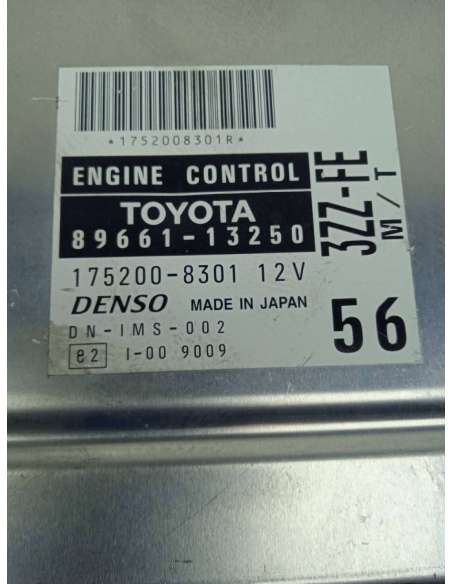 *1752008301R*
ENGINE CONTROL
TOYOTA
89661-13250
3ZZ-FE
M/T
175200-8301 12V
DENSO MADE IN JAPAN
DN-IMS-002
56
e2 I-00 9009